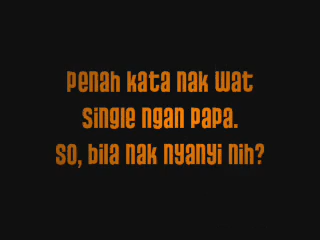 Penah kata nak wat
single ngan papa.
So, bila nak nyanyi nih?